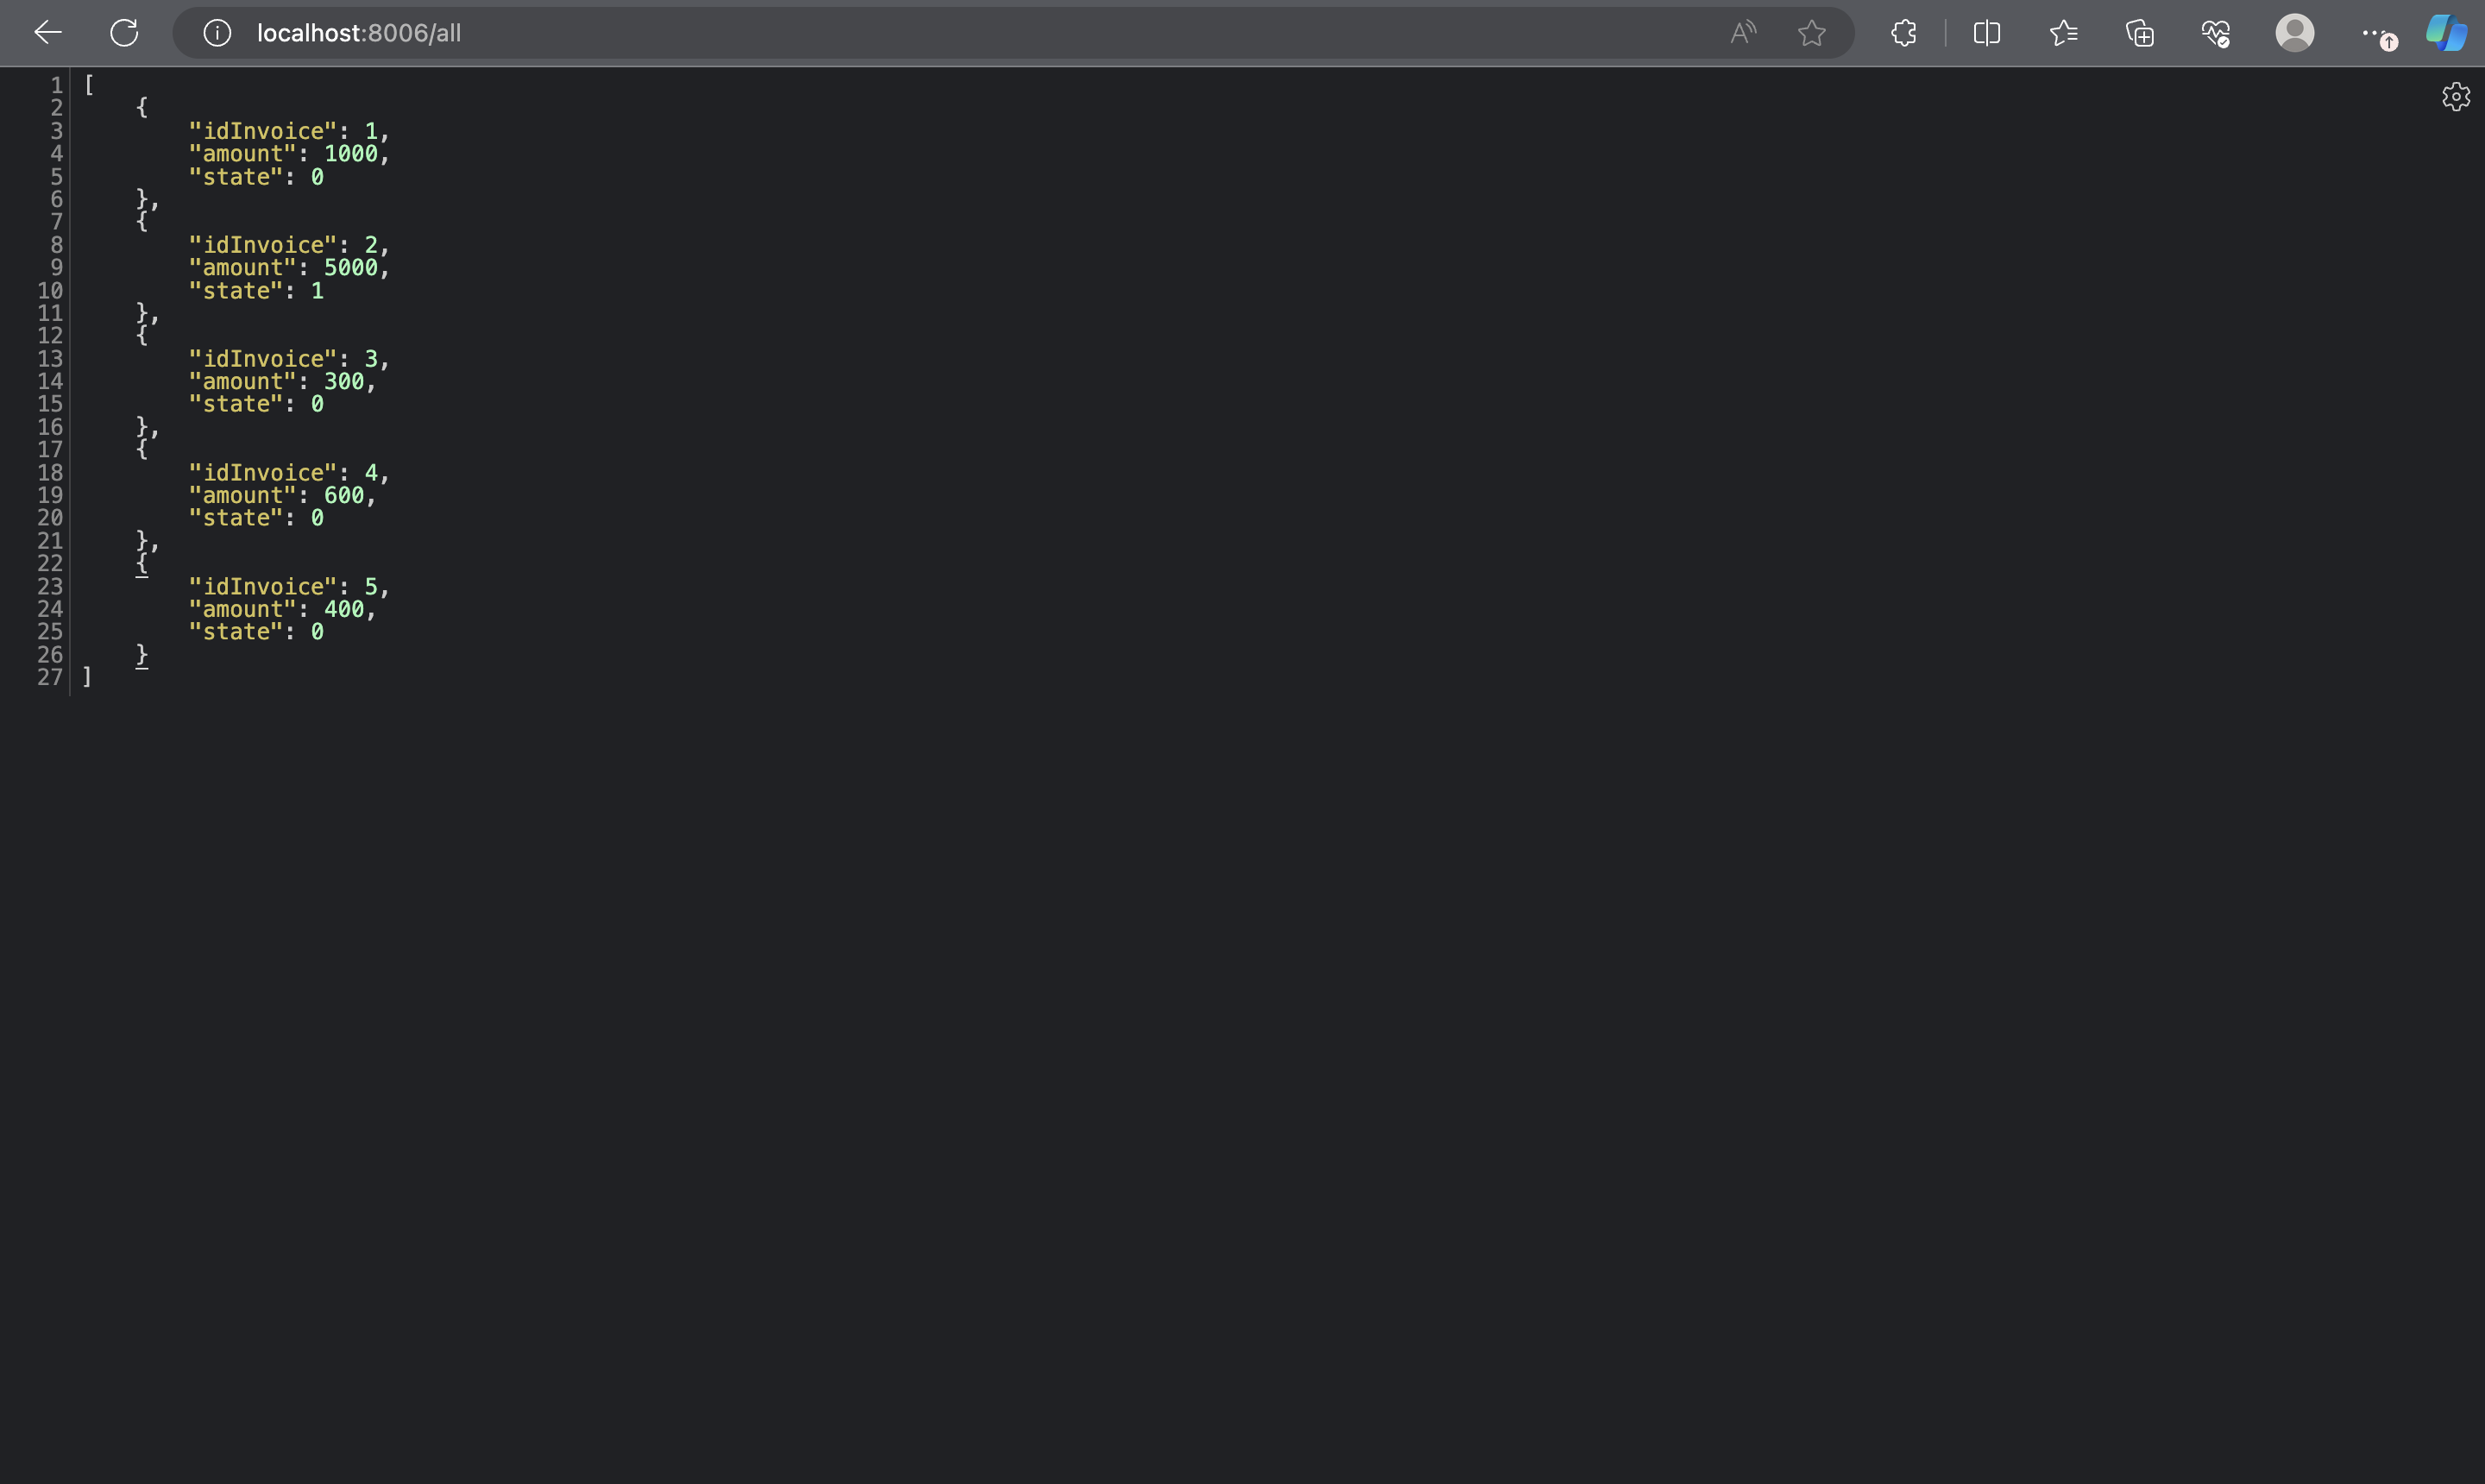 localhost:8006/all
1 [
2     {
3         "idInvoice": 1,
4         "amount": 1000,
5         "state": 0
6     },
7     {
8         "idInvoice": 2,
9         "amount": 5000,
10         "state": 1
11     },
12     {
13         "idInvoice": 3,
14         "amount": 300,
15         "state": 0
16     },
17     {
18         "idInvoice": 4,
19         "amount": 600,
20         "state": 0
21     },
22     {
23         "idInvoice": 5,
24         "amount": 400,
25         "state": 0
26     }
27 ]